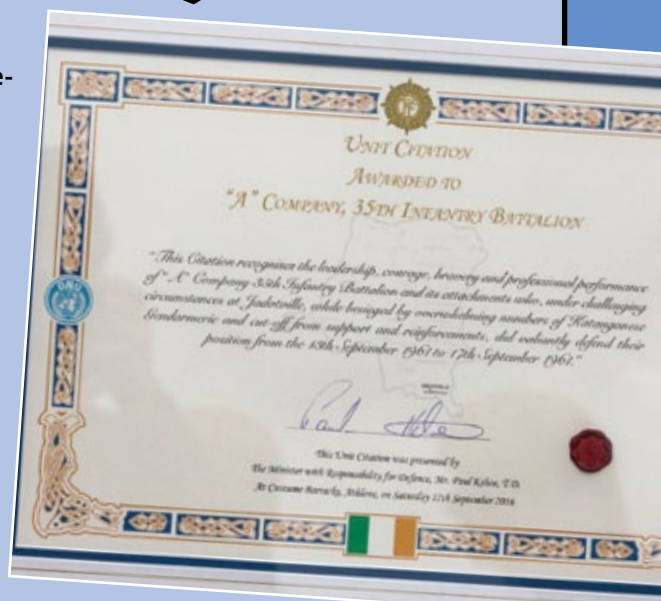 e-
UNIT CITATION
AWARDED TO
"A" COMPANY, 35TH INFANTRY BATTALION
"This Citation recognises the leadership, courage, bravery and professional performance
of "A" Company 35th Infantry Battalion and its attachments who, under challenging
circumstances at Jadotville, while besieged by overwhelming numbers of Katanganese
Gendarmerie and cut off from support and reinforcements, did valiantly defend their
position from the 13th September 1961 to 17th September 1961."
This Unit Citation was presented by
The Minister with Responsibility for Defence, Mr. Paul Kehoe, T.D.
At Custume Barracks, Athlone, on Saturday 17th September 2016